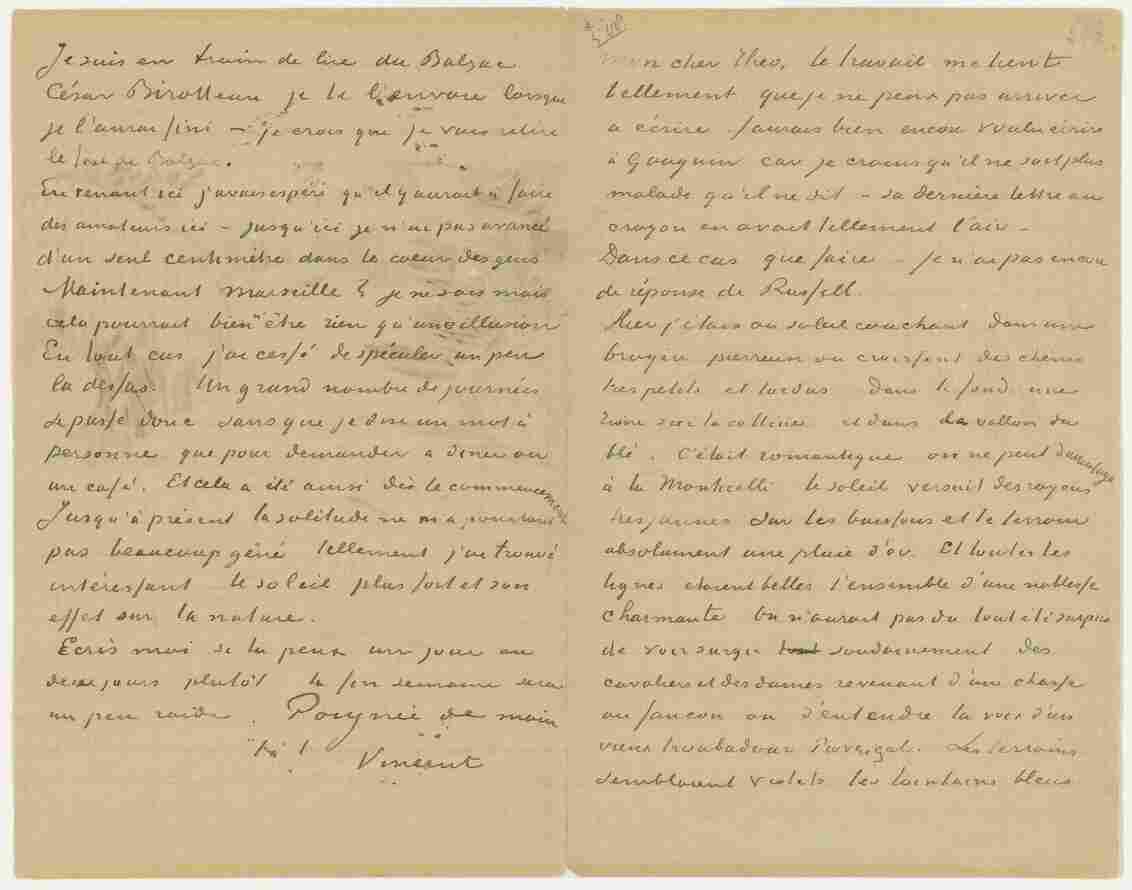 Je suis en train de lire du Balzac
César Birotteau je te l'enverrai lorsque
je l'aurai fini – je crois que je vais relire
le tout de Balzac.
En venant ici j'avais espéré qu'il y aurait à faire
des amateurs ici – jusqu'ici je n'ai pas avancé
d'un seul centimètre dans le coeur des gens
Maintenant Marseille? je ne sais mais
cela pourrait bien être rien qu'une illusion
En tout cas j'ai cessé de spéculer un peu
la dessus. Un grand nombre de journées
se passe donc sans que je dise un mot à
personne que pour demander a diner ou
un café. Et cela a été ainsi dès le commencement
Jusqu'à présent la solitude ne m'a pourtant
pas beaucoup gêné tellement j'ai trouvé
intéressant le soleil plus fort et son
effet sur la nature.
Ecris moi si tu peux un jour ou
deux jours plutôt la fin semaine sera
un peu raide. Poignée de main
t. à t.
Vincent
Mon cher Theo, le travail me tient
tellement que je ne peux pas arriver
a écrire J'aurais bien encore voulu écrire
à Gauguin car je crains qu'il ne soit plus
malade qu'il ne dit – sa dernière lettre au
crayon en avait tellement l'air –
Dans ce cas que faire – je n'ai pas encore
de réponse de Russell.
Hier j'étais au soleil couchant dans une
bruyère pierreuse où croissent des chênes
très petits et tordus dans le fond une
ruine sur la colline et dans le vallon du
blé. C'était romantique on ne peut davantage
à la Monticelli le soleil versait des rayons
très jaunes sur les buissons et le terrain
absolument une pluie d'or. Et toutes les
lignes étaient belles l'ensemble d'une noblesse
charmante On n'aurait pas du tout été surpris
de voir surgir soudainement des
cavaliers et des dames revenant d'une chasse
au faucon ou d'entendre la voix d'un
vieux troubadour Provençal. Les terrains
semblaient violets les lointains bleus